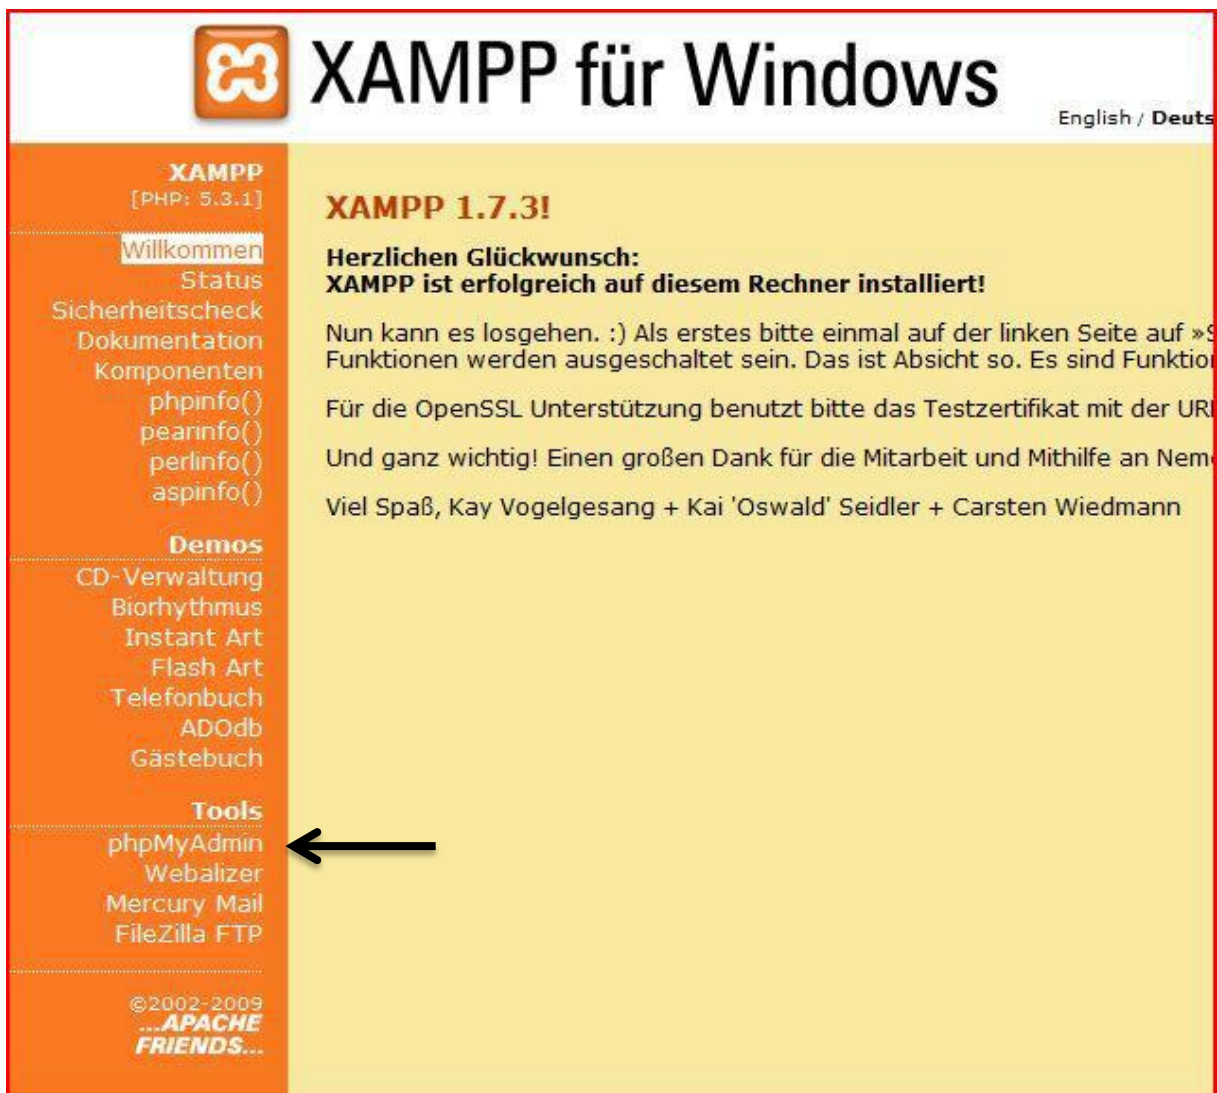 XAMPP für Windows
English / Deuts
XAMPP
[PHP: 5.3.1]
Willkommen
Status
Sicherheitscheck
Dokumentation
Komponenten
phpinfo()
pearinfo()
perlinfo()
aspinfo()
Demos
CD-Verwaltung
Biorhythmus
Instant Art
Flash Art
Telefonbuch
ADOdb
Gästebuch
Tools
phpMyAdmin
Webalizer
Mercury Mail
FileZilla FTP
©2002-2009
...APACHE
FRIENDS...
XAMPP 1.7.3!
Herzlichen Glückwunsch:
XAMPP ist erfolgreich auf diesem Rechner installiert!
Nun kann es losgehen. :) Als erstes bitte einmal auf der linken Seite auf »S
Funktionen werden ausgeschaltet sein. Das ist Absicht so. Es sind Funktio
Für die OpenSSL Unterstützung benutzt bitte das Testzertifikat mit der URL
Und ganz wichtig! Einen großen Dank für die Mitarbeit und Mithilfe an Nem
Viel Spaß, Kay Vogelgesang + Kai 'Oswald' Seidler + Carsten Wiedmann